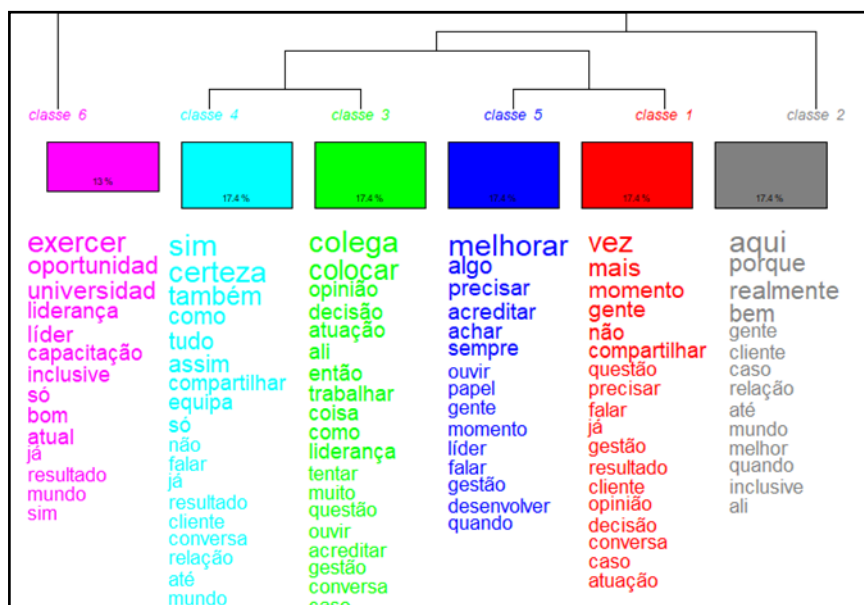 classe 6
classe 4
classe 3
classe 5
classe 1
classe 2
13 %
17.4 %
17.4 %
17.4 %
17.4 %
17.4 %
exercer
oportunidad
universidad
liderança
líder
capacitação
inclusive
só
bom
atual
já
resultado
mundo
sim
sim
certeza
também
como
tudo
assim
compartilhar
equipa
só
não
falar
já
resultado
cliente
conversa
relação
até
mundo
colega
colocar
opinião
decisão
atuação
ali
então
trabalhar
coisa
como
liderança
tentar
muito
questão
ouvir
acreditar
gestão
conversa
caso
melhorar
algo
precisar
acreditar
achar
sempre
ouvir
papel
gente
momento
líder
falar
gestão
desenvolver
quando
vez
mais
momento
gente
não
compartilhar
questão
precisar
falar
já
gestão
resultado
cliente
opinião
decisão
conversa
caso
atuação
aqui
porque
realmente
bem
gente
cliente
caso
relação
até
mundo
melhor
quando
inclusive
ali